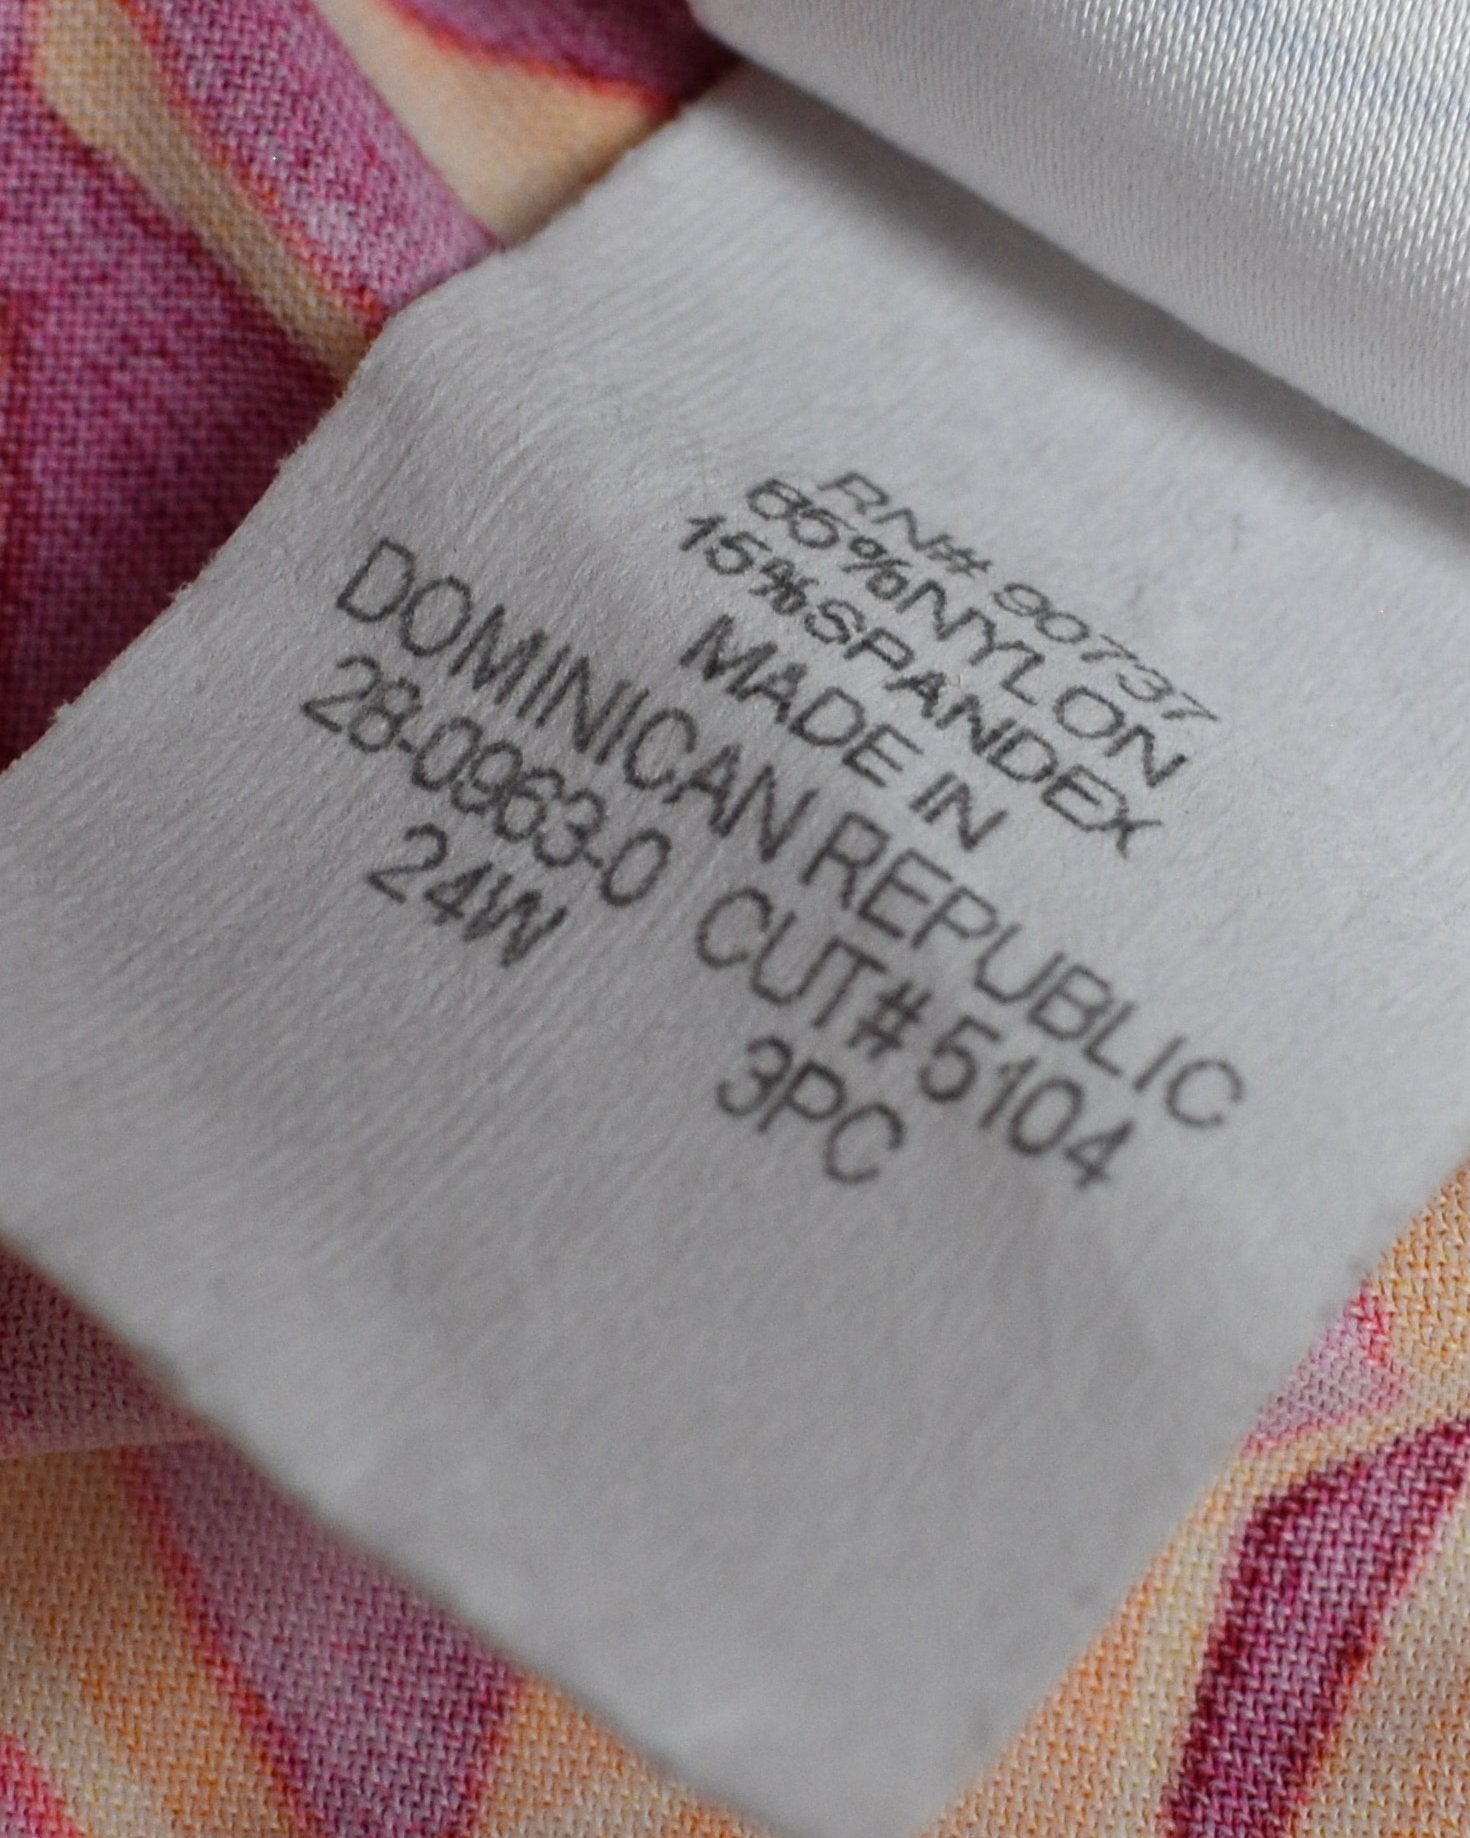 RN# 90737
85%NYLON
15%SPANDEX
MADE IN
DOMINICAN REPUBLIC
28-0963-0 CUT# 5104
24W 3PC